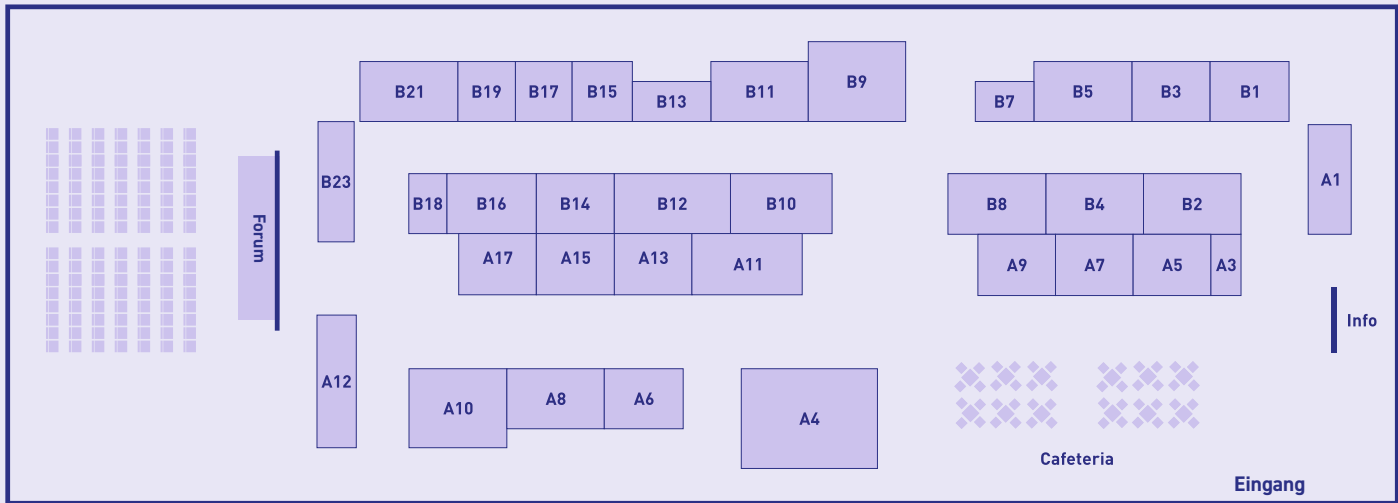 B21
B19
B17
B15
B13
B11
B9
B7
B5
B3
B1
B23
B18
B16
B14
B12
B10
B8
B4
B2
A1
Forum
A17
A15
A13
A11
A9
A7
A5
A3
Info
A12
A10
A8
A6
A4
Cafeteria
Eingang